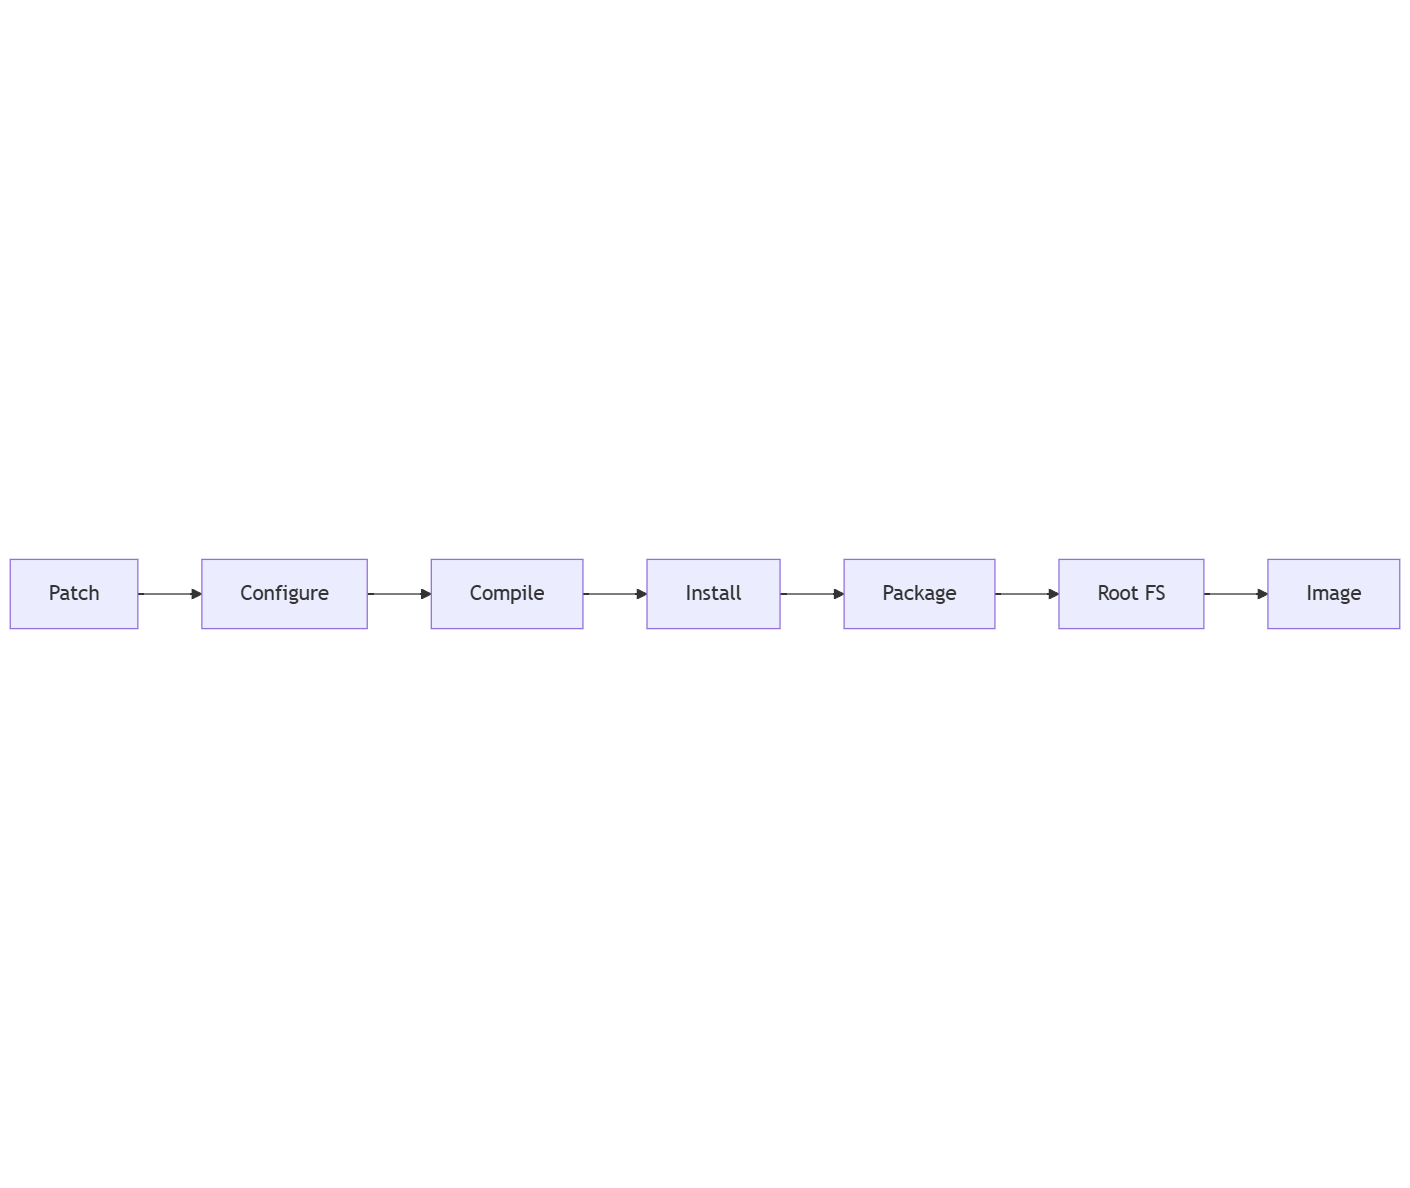 Patch
Configure
Compile
Install
Package
Root FS
Image